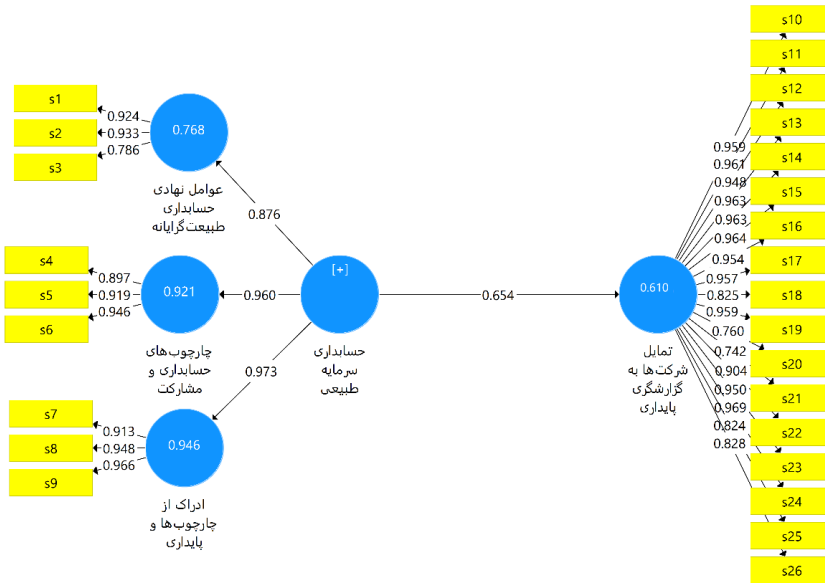 s1
s2
s3
0.924
0.933
0.786
0.768
عوامل نهادی
حسابداری
طبیعت‌گرایانه
0.876
s4
s5
s6
0.897
0.919
0.946
0.921
چارچوب‌های
حسابداری و
مشارکت
0.960
s7
s8
s9
0.913
0.948
0.966
0.946
ادراک از
چارچوب‌ها و
پایداری
0.973
[+]
حسابداری
سرمایه
طبیعی
0.654
0.610
تمایل
شرکت‌ها به
گزارشگری
پایداری
0.959
0.961
0.948
0.963
0.963
0.964
0.954
0.957
0.825
0.959
0.760
0.742
0.904
0.950
0.969
0.824
0.828
s10
s11
s12
s13
s14
s15
s16
s17
s18
s19
s20
s21
s22
s23
s24
s25
s26